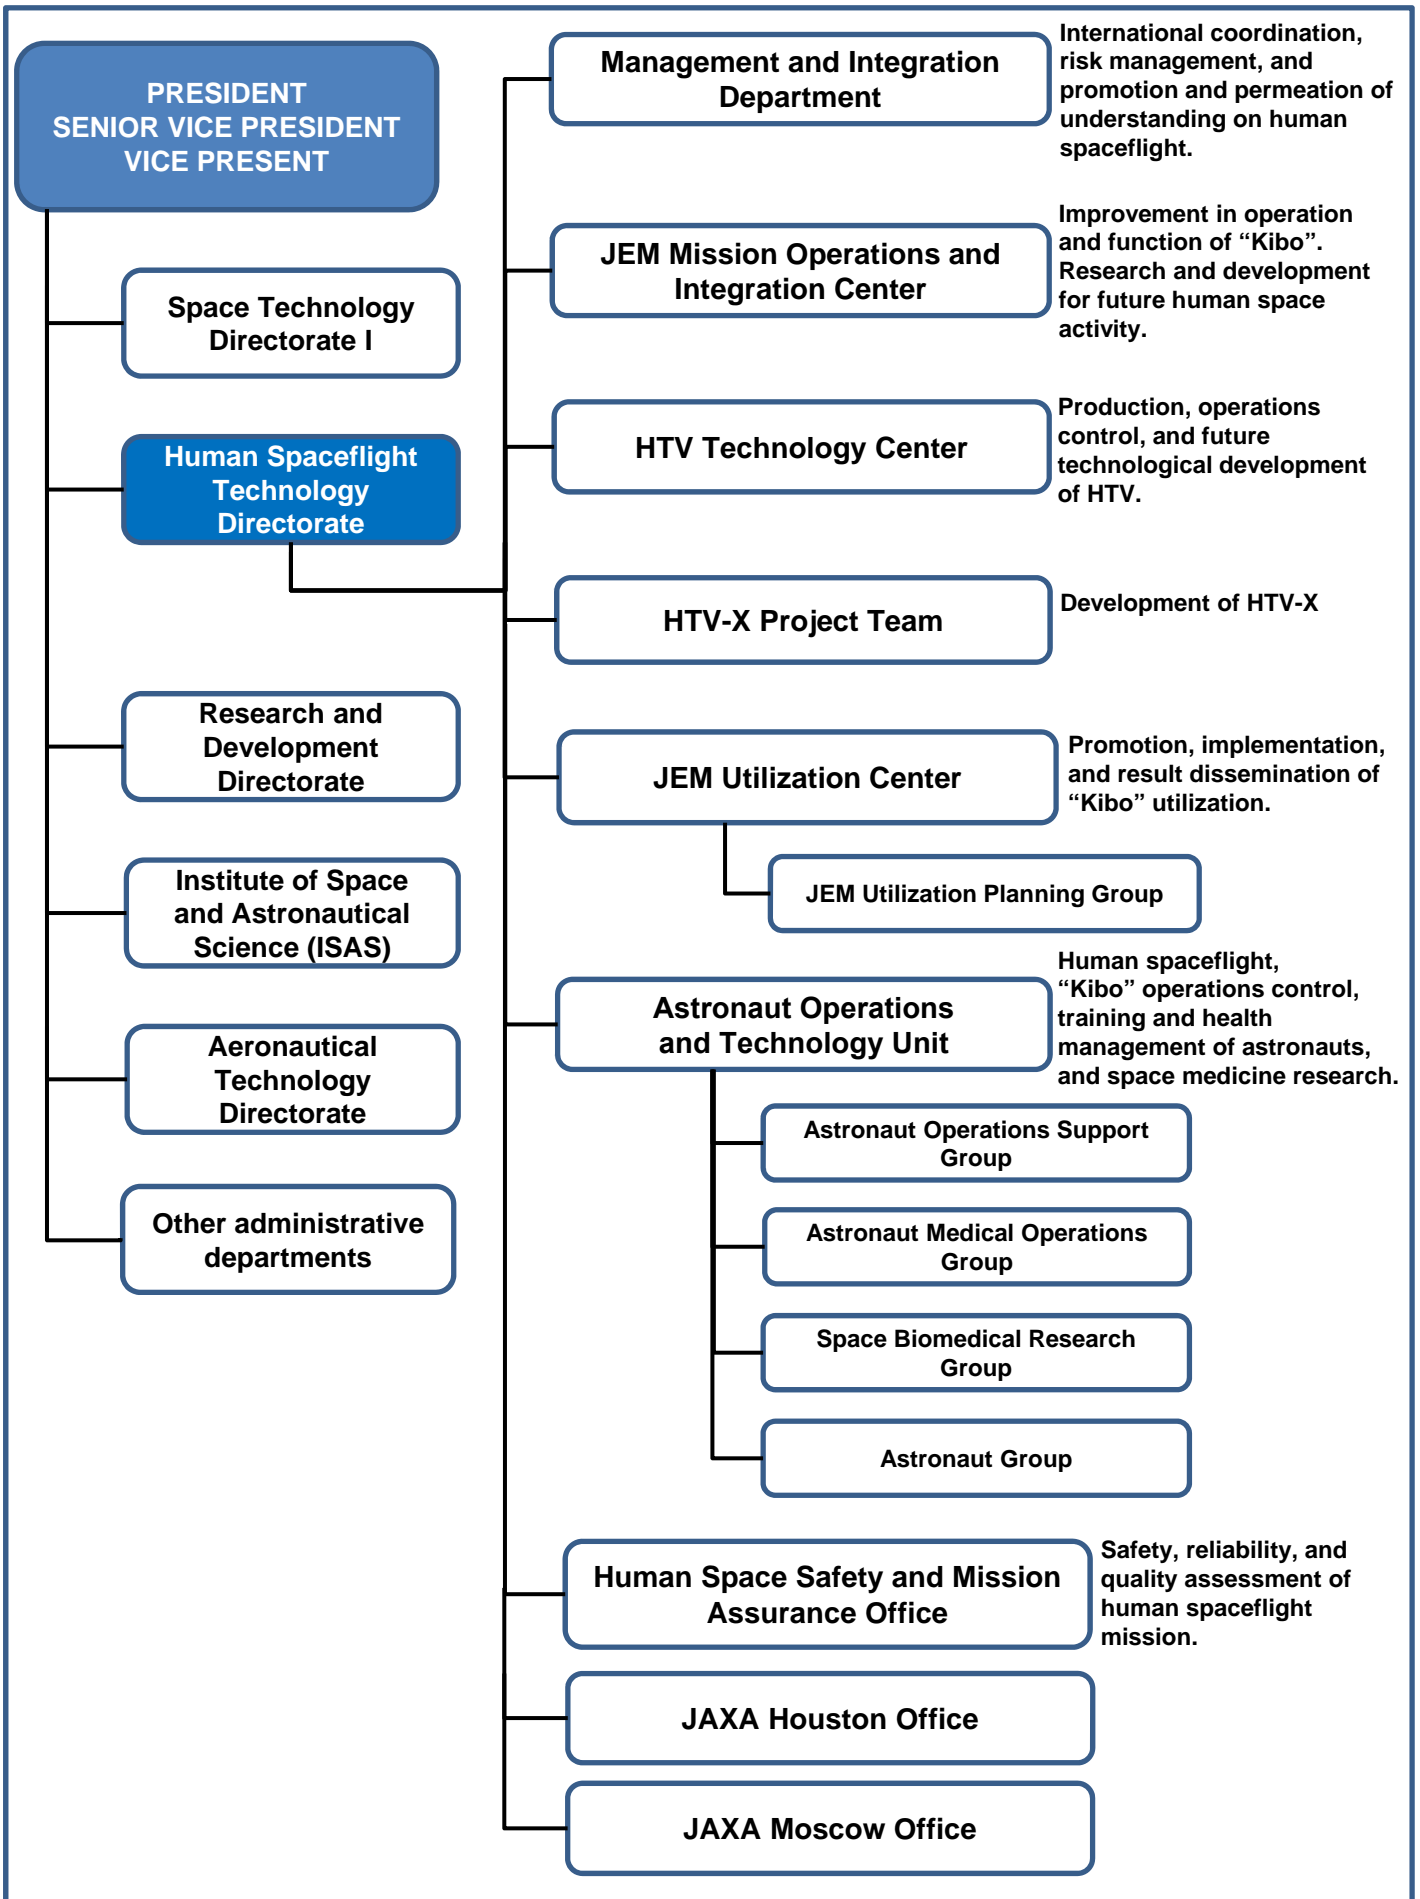 PRESIDENT
SENIOR VICE PRESIDENT
VICE PRESENT
Space Technology
Directorate I
Human Spaceflight
Technology
Directorate
Research and
Development
Directorate
Institute of Space
and Astronautical
Science (ISAS)
Aeronautical
Technology
Directorate
Other administrative
departments
Management and Integration
Department
International coordination,
risk management, and
promotion and permeation of
understanding on human
spaceflight.
JEM Mission Operations and
Integration Center
Improvement in operation
and function of “Kibo”.
Research and development
for future human space
activity.
HTV Technology Center
Production, operations
control, and future
technological development
of HTV.
HTV-X Project Team
Development of HTV-X
JEM Utilization Center
Promotion, implementation,
and result dissemination of
“Kibo” utilization.
JEM Utilization Planning Group
Astronaut Operations
and Technology Unit
Human spaceflight,
“Kibo” operations control,
training and health
management of astronauts,
and space medicine research.
Astronaut Operations Support
Group
Astronaut Medical Operations
Group
Space Biomedical Research
Group
Astronaut Group
Human Space Safety and Mission
Assurance Office
Safety, reliability, and
quality assessment of
human spaceflight
mission.
JAXA Houston Office
JAXA Moscow Office